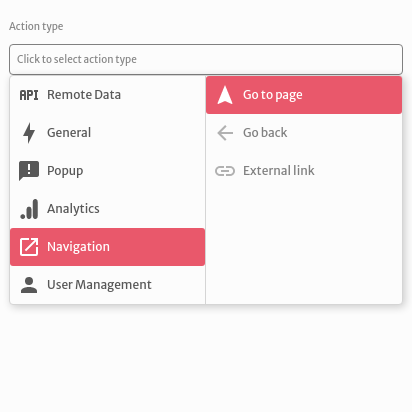 Action type
Click to select action type
API Remote Data
General
Popup
Analytics
Navigation
User Management
Go to page
Go back
External link